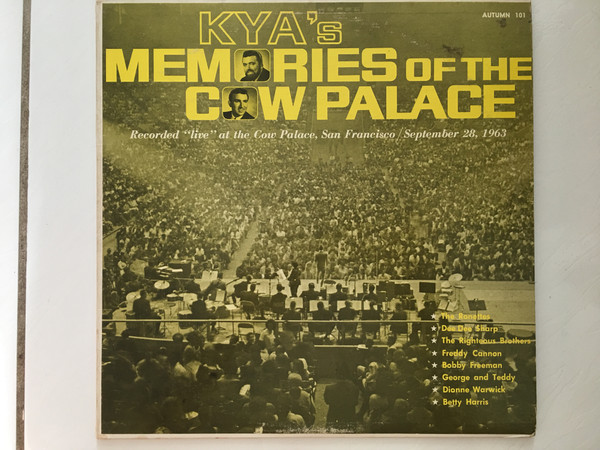 AUTUMN 101
KYA's
MEMORIES OF THE
COW PALACE
Recorded "live" at the Cow Palace, San Francisco / September 28, 1963
★ The Ronettes
★ Dee Dee Sharp
★ The Righteous Brothers
★ Freddy Cannon
★ Bobby Freeman
★ George and Teddy
★ Dionne Warwick
★ Betty Harris